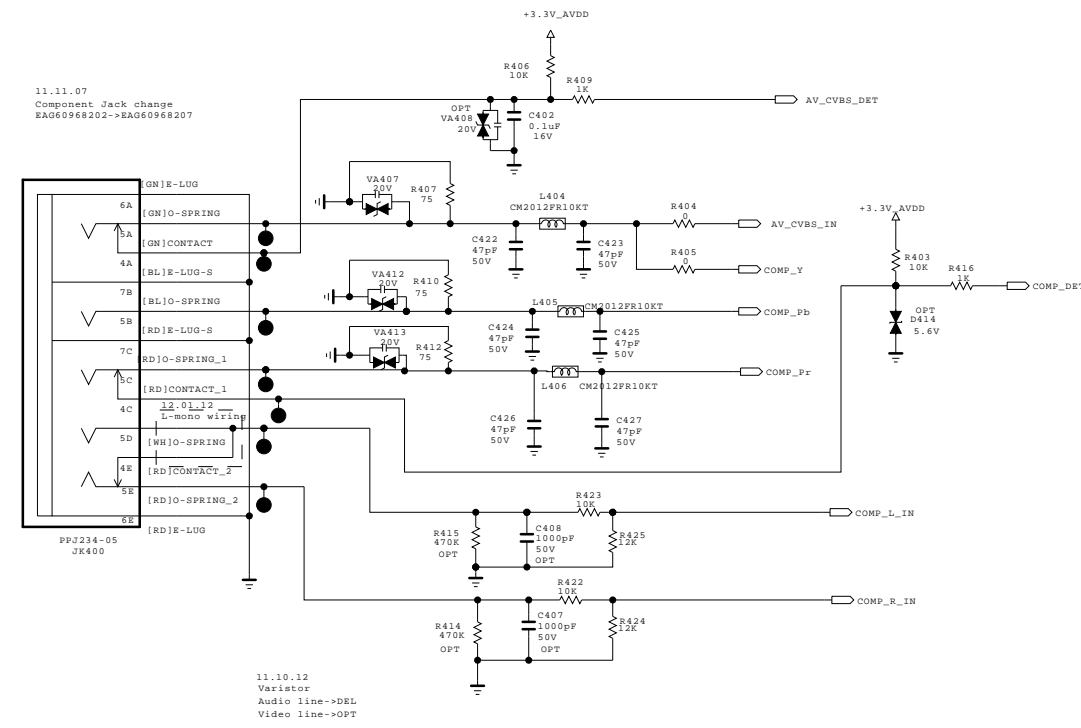 +3.3V_AVDD
R406
10K
R409
1K
11.11.07
Component Jack change
EAG60968202->EAG60968207
OPT
VA408
20V
C402
0.1uF
16V
AV_CVBS_DET
[GN]E-LUG
6A
[GN]O-SPRING
5A
[GN]CONTACT
4A
[BL]E-LUG-S
7B
[BL]O-SPRING
5B
[RD]E-LUG-S
7C
[RD]O-SPRING_1
5C
[RD]CONTACT_1
4C
12.01.12
L-mono wiring
5D
[WH]O-SPRING
4E
[RD]CONTACT_2
5E
[RD]O-SPRING_2
6E
[RD]E-LUG
PPJ234-05
JK400
VA407
20V
R407
75
L404
CM2012FR10KT
C422
47pF
50V
C423
47pF
50V
R404
0
AV_CVBS_IN
R405
0
COMP_Y
+3.3V_AVDD
R403
10K
R416
1K
COMP_DET
OPT
D414
5.6V
VA412
20V
R410
75
L405
CM2012FR10KT
COMP_Pb
C424
47pF
50V
C425
47pF
50V
VA413
20V
R412
75
L406
CM2012FR10KT
COMP_Pr
C426
47pF
50V
C427
47pF
50V
R423
10K
COMP_L_IN
R415
470K
OPT
C408
1000pF
50V
OPT
R425
12K
R422
10K
COMP_R_IN
R414
470K
OPT
C407
1000pF
50V
OPT
R424
12K
11.10.12
Varistor
Audio line->DEL
Video line->OPT